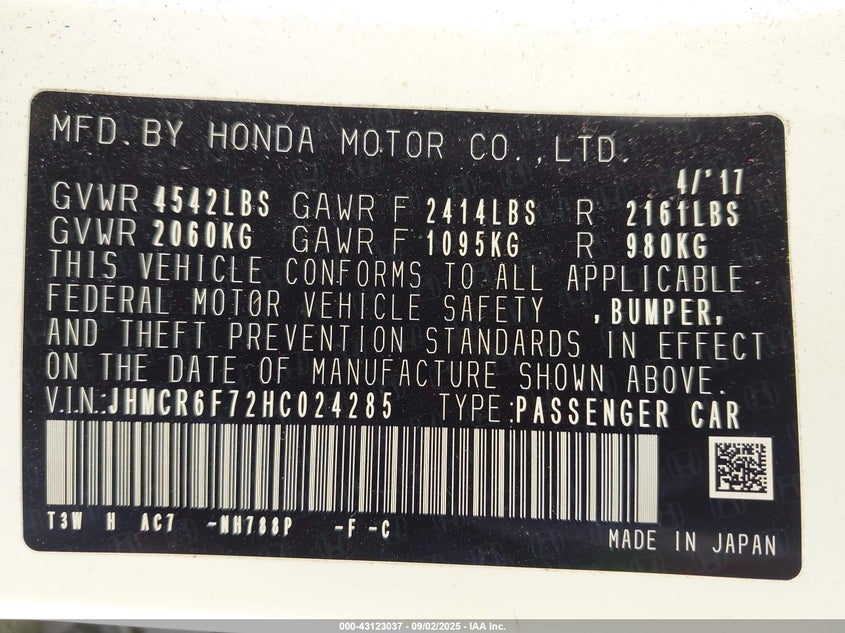 MFD. BY HONDA MOTOR CO.,LTD.
4/'17
GVWR 4542LBS GAWR F 2414LBS R 2161LBS
GVWR 2060KG GAWR F 1095KG R 980KG
THIS VEHICLE CONFORMS TO ALL APPLICABLE
FEDERAL MOTOR VEHICLE SAFETY ,BUMPER,
AND THEFT PREVENTION STANDARDS IN EFFECT
ON THE DATE OF MANUFACTURE SHOWN ABOVE.
V.I.N.:JHMCR6F72HC024285 TYPE:PASSENGER CAR
T3W H AC7 -NH788P -F -C
MADE IN JAPAN
000-43123037 - 09/02/2025 - IAA Inc.